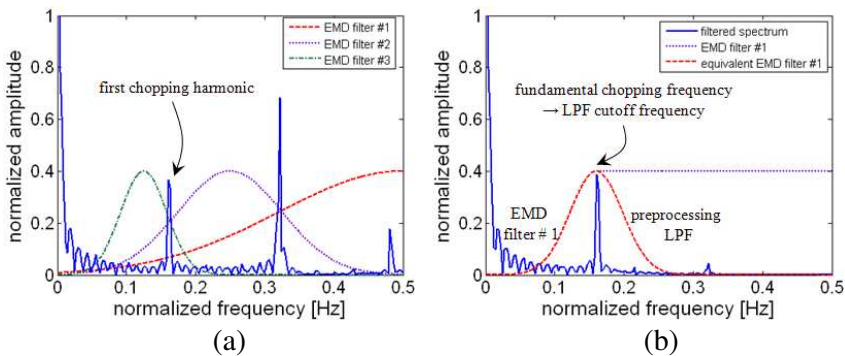 1
0.8
0.6
0.4
0.2
0
normalized amplitude
EMD filter #1
EMD filter #2
EMD filter #3
first chopping harmonic
0 0.1 0.2 0.3 0.4 0.5
normalized frequency [Hz]
(a)
1
0.8
0.6
0.4
0.2
0
normalized amplitude
filtered spectrum
EMD filter #1
equivalent EMD filter #1
fundamental chopping frequency
→ LPF cutoff frequency
EMD
filter # 1
preprocessing
LPF
0 0.1 0.2 0.3 0.4 0.5
normalized frequency [Hz]
(b)